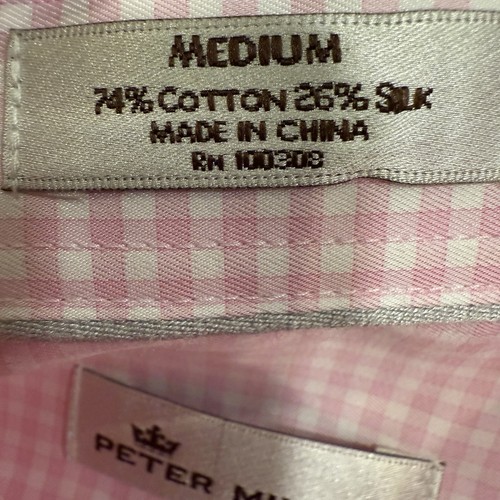 MEDIUM
74% COTTON 26% SILK
MADE IN CHINA
RN 100308
PETER